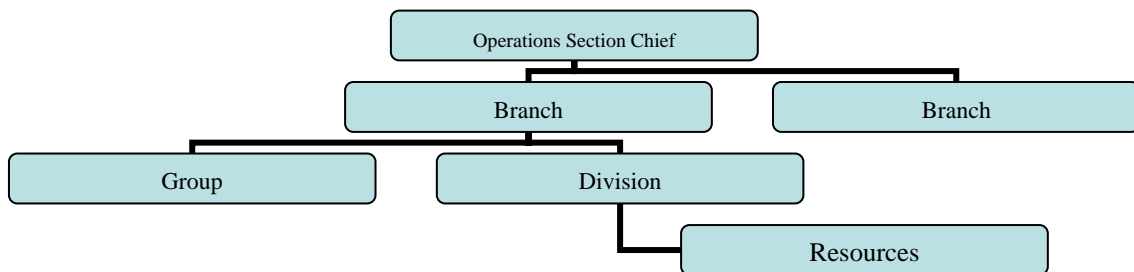 Operations Section Chief
Branch
Branch
Group
Division
Resources